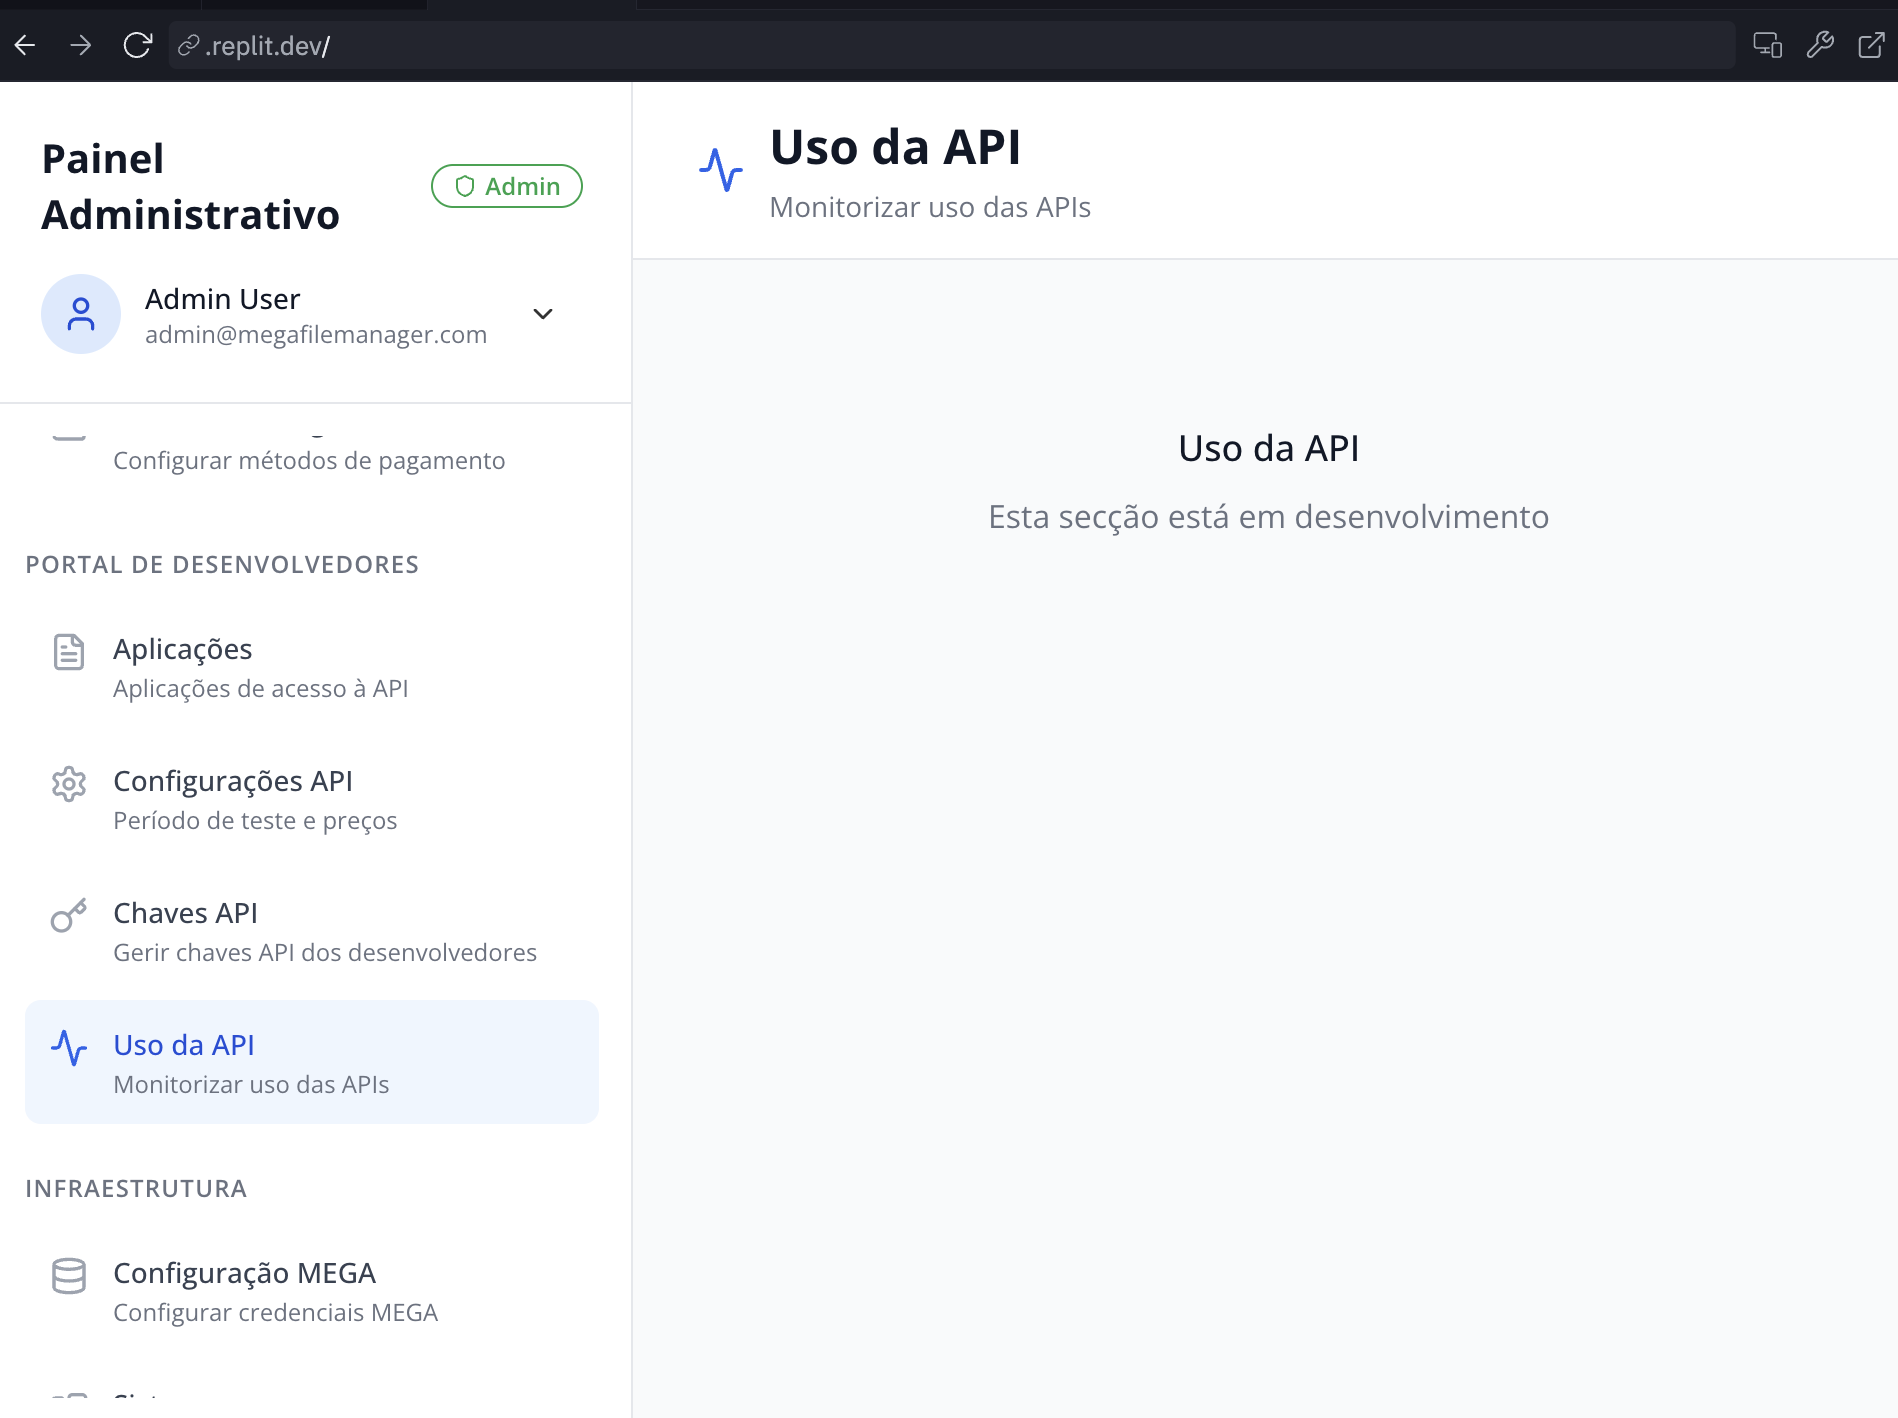 .replit.dev/
Painel
Administrativo
Admin
Admin User
admin@megafilemanager.com
Configurar métodos de pagamento
PORTAL DE DESENVOLVEDORES
Aplicações
Aplicações de acesso à API
Configurações API
Período de teste e preços
Chaves API
Gerir chaves API dos desenvolvedores
Uso da API
Monitorizar uso das APIs
INFRAESTRUTURA
Configuração MEGA
Configurar credenciais MEGA
Uso da API
Monitorizar uso das APIs
Uso da API
Esta secção está em desenvolvimento